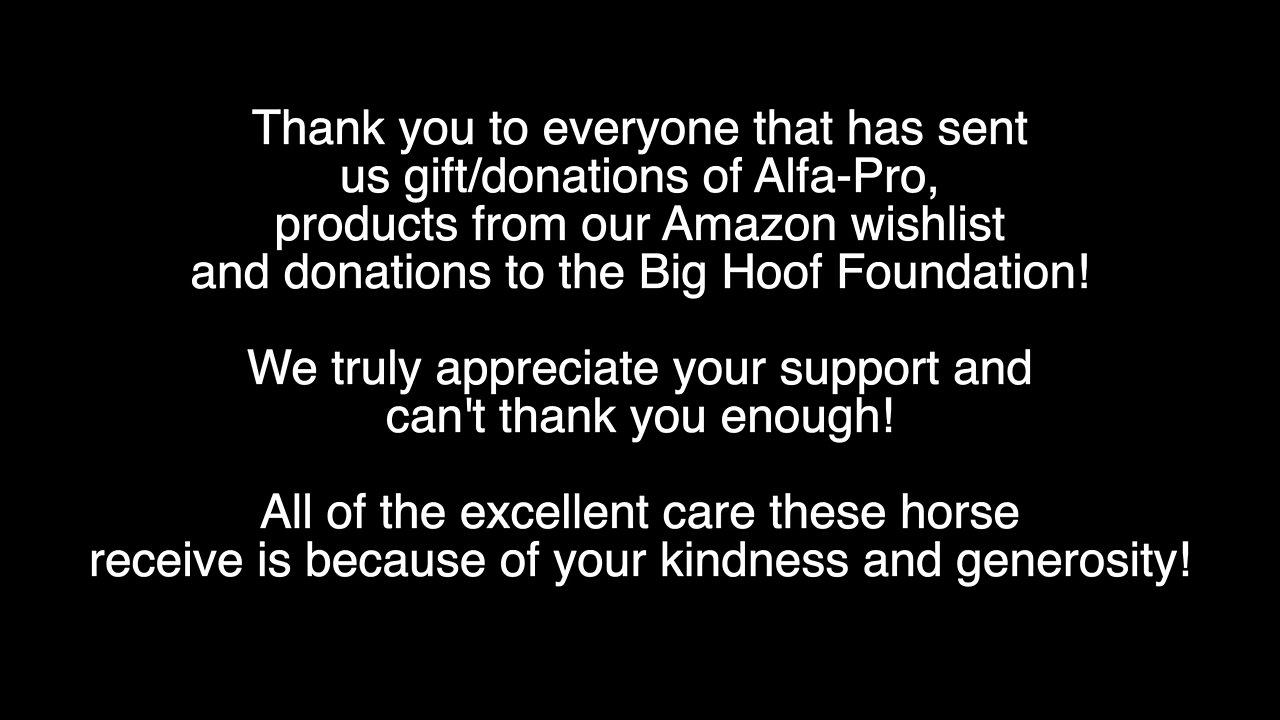 Thank you to everyone that has sent
us gift/donations of Alfa-Pro,
products from our Amazon wishlist
and donations to the Big Hoof Foundation!
We truly appreciate your support and
can't thank you enough!
All of the excellent care these horse
receive is because of your kindness and generosity!